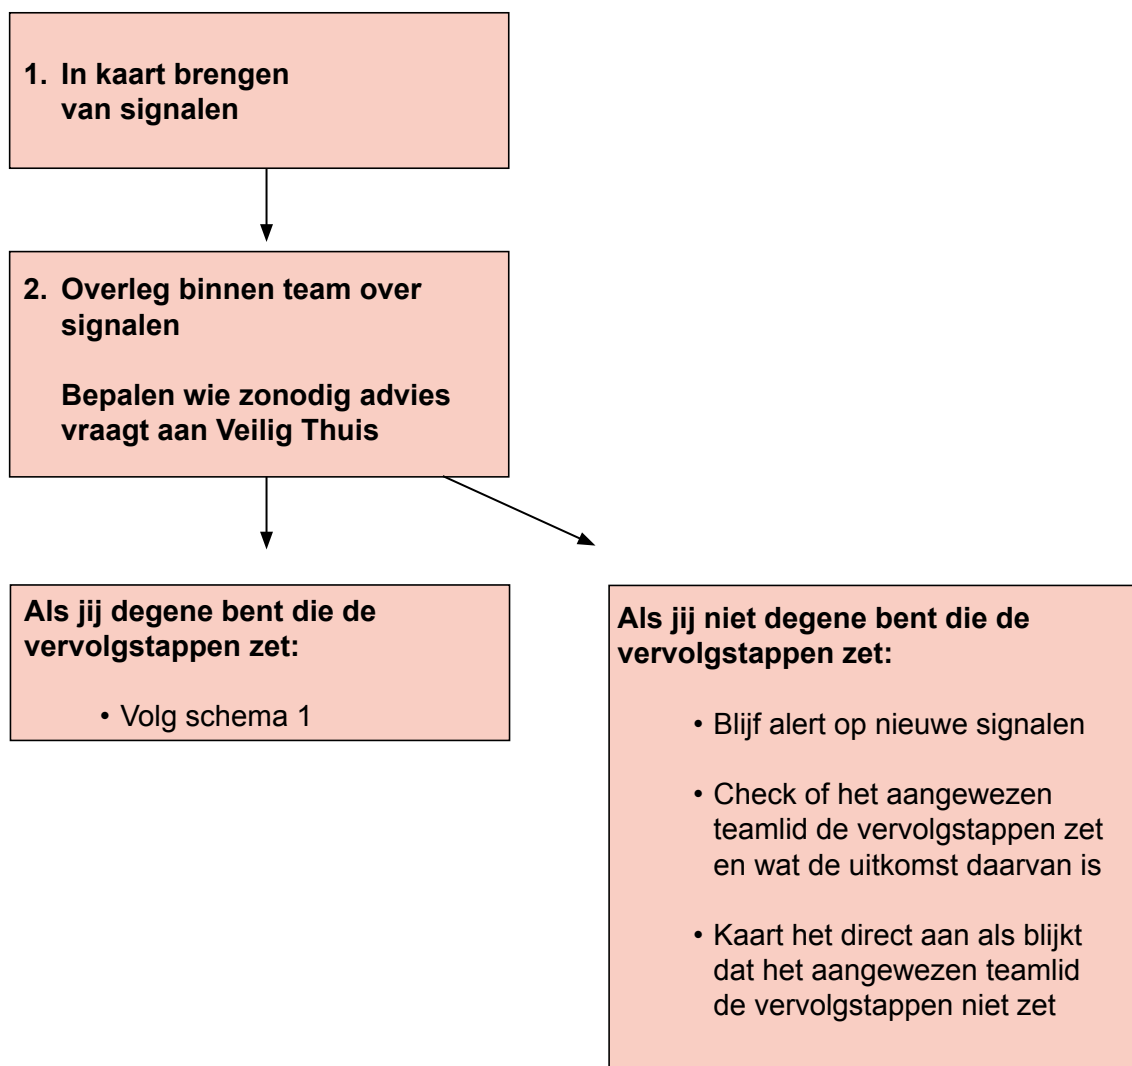 1. In kaart brengen
van signalen
2. Overleg binnen team over
signalen
Bepalen wie zonodig advies
vraagt aan Veilig Thuis
Als jij degene bent die de
vervolgstappen zet:
• Volg schema 1
Als jij niet degene bent die de
vervolgstappen zet:
• Blijf alert op nieuwe signalen
• Check of het aangewezen
teamlid de vervolgstappen zet
en wat de uitkomst daarvan is
• Kaart het direct aan als blijkt
dat het aangewezen teamlid
de vervolgstappen niet zet